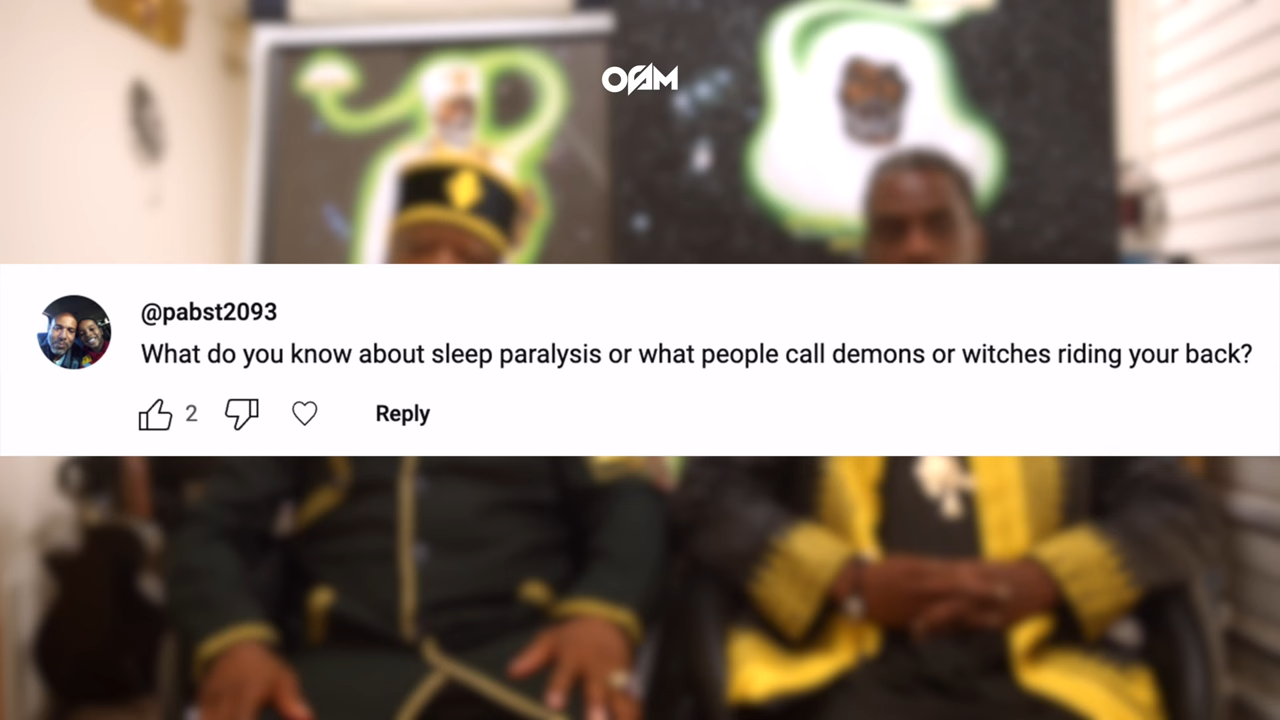 OFAM
@pabst2093
What do you know about sleep paralysis or what people call demons or witches riding your back?
2
Reply